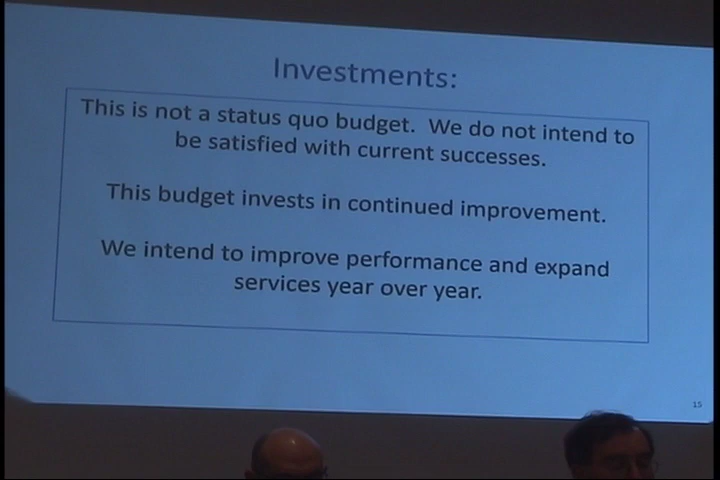 Investments:
This is not a status quo budget. We do not intend to
be satisfied with current successes.
This budget invests in continued improvement.
We intend to improve performance and expand
services year over year.
15